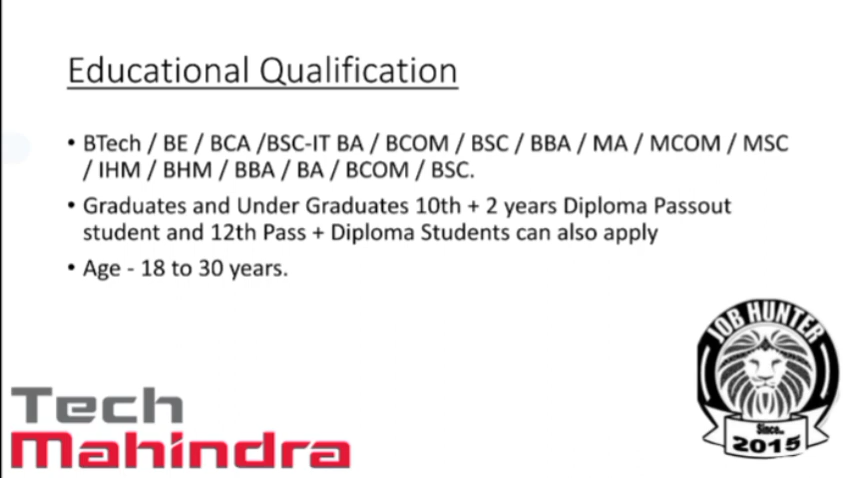 Educational Qualification
• BTech / BE / BCA /BSC-IT BA / BCOM / BSC / BBA / MA / MCOM / MSC
/ IHM / BHM / BBA / BA / BCOM / BSC.
• Graduates and Under Graduates 10th + 2 years Diploma Passout
student and 12th Pass + Diploma Students can also apply
• Age - 18 to 30 years.
JOB HUNTER
Since..
2015
Tech
Mahindra